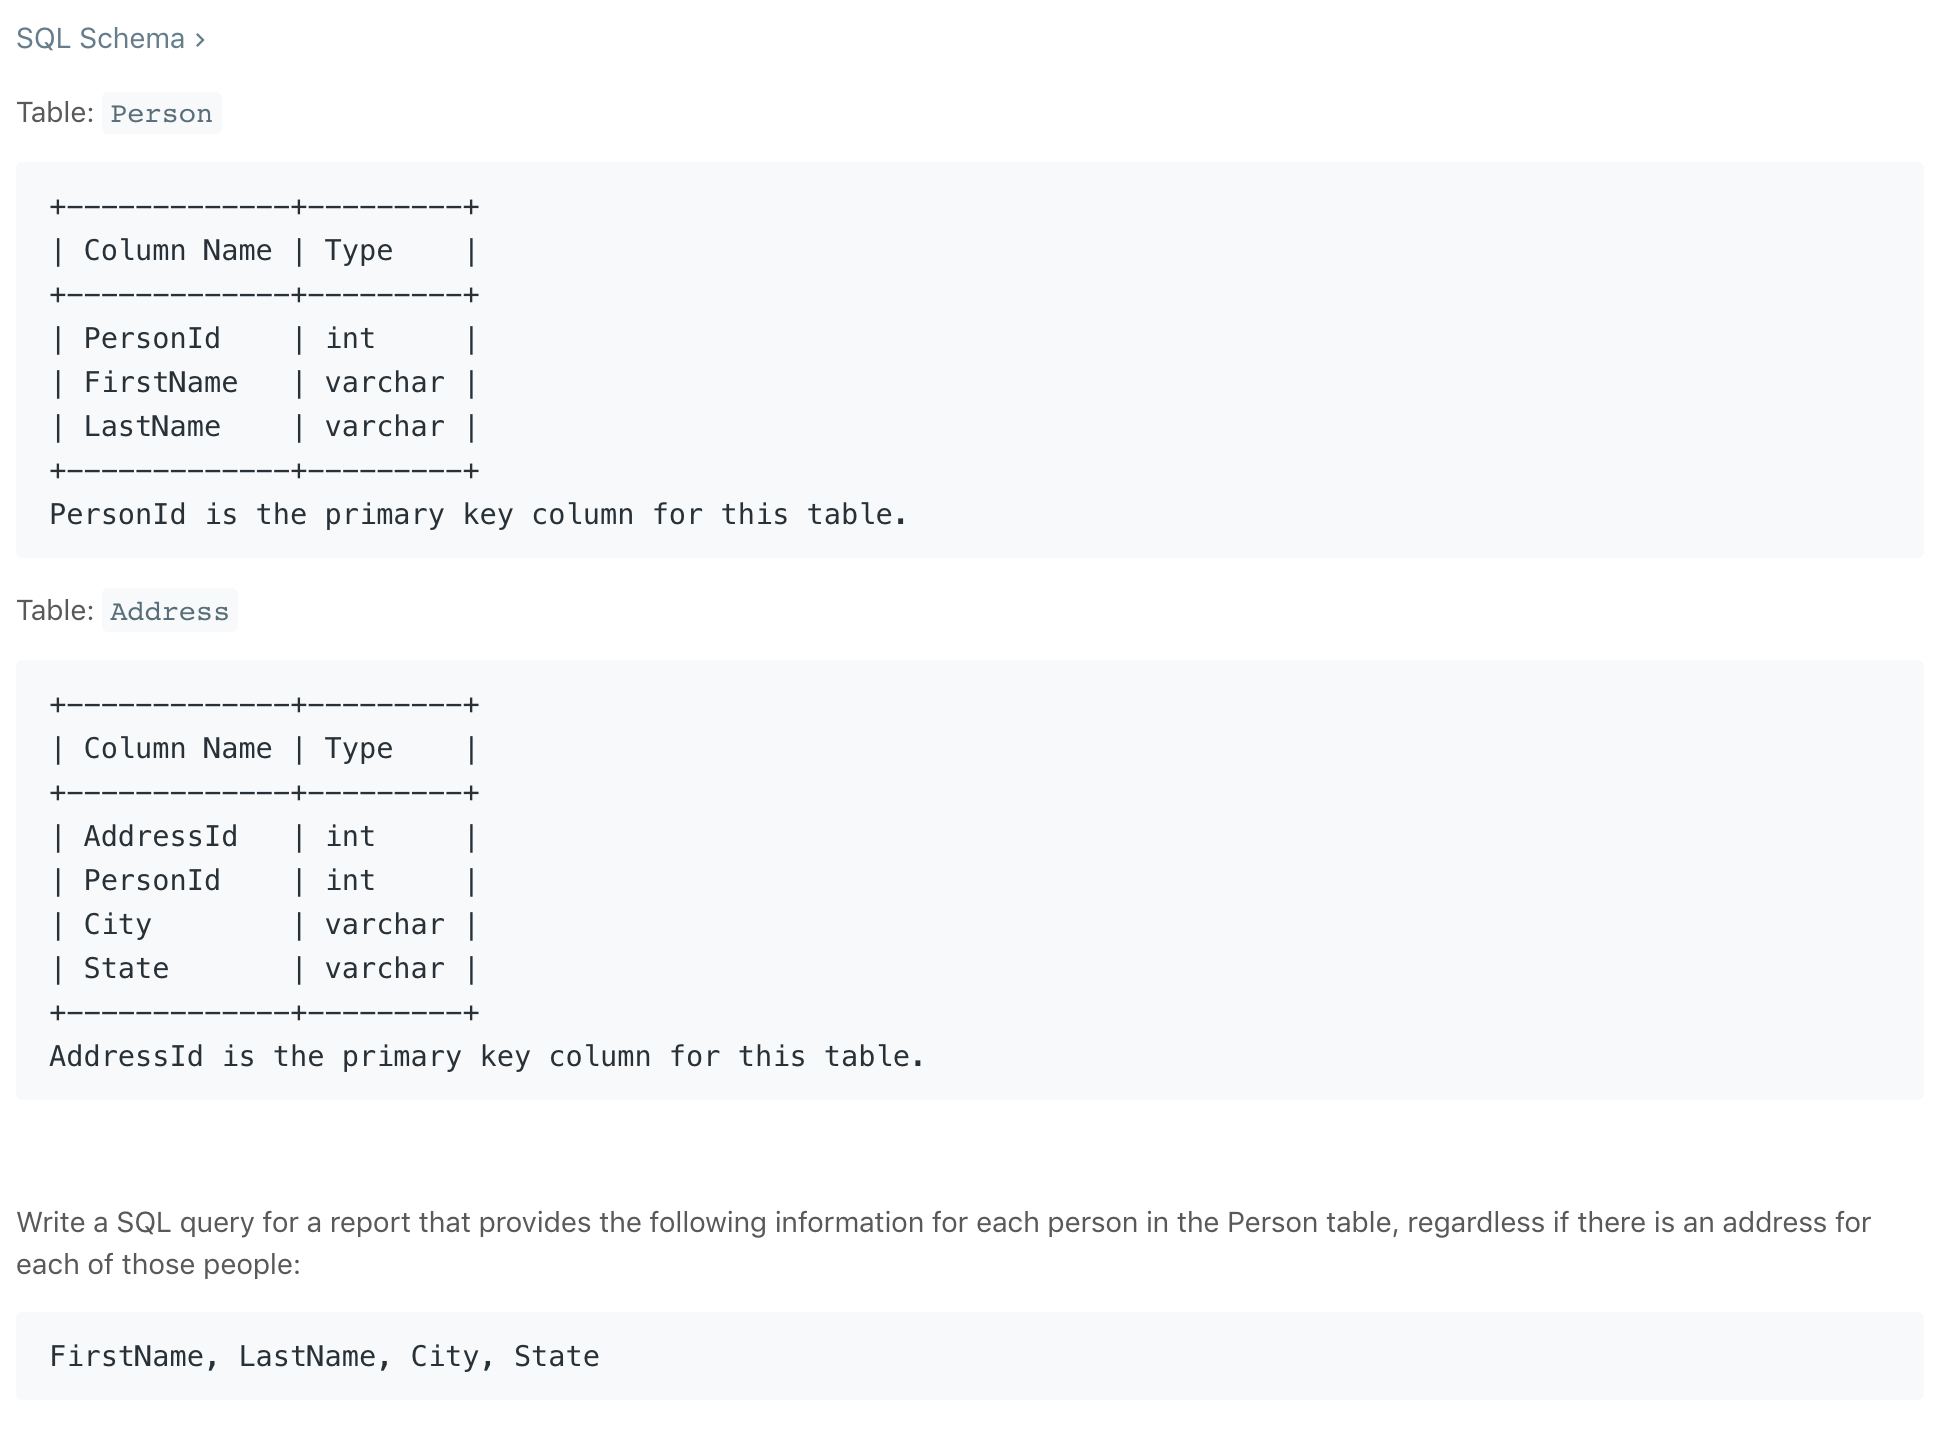 SQL Schema >
Table: Person
+-------------+---------+
| Column Name | Type    |
+-------------+---------+
| PersonId    | int     |
| FirstName   | varchar |
| LastName    | varchar |
+-------------+---------+
PersonId is the primary key column for this table.
Table: Address
+-------------+---------+
| Column Name | Type    |
+-------------+---------+
| AddressId   | int     |
| PersonId    | int     |
| City        | varchar |
| State       | varchar |
+-------------+---------+
AddressId is the primary key column for this table.
Write a SQL query for a report that provides the following information for each person in the Person table, regardless if there is an address for
each of those people:
FirstName, LastName, City, State